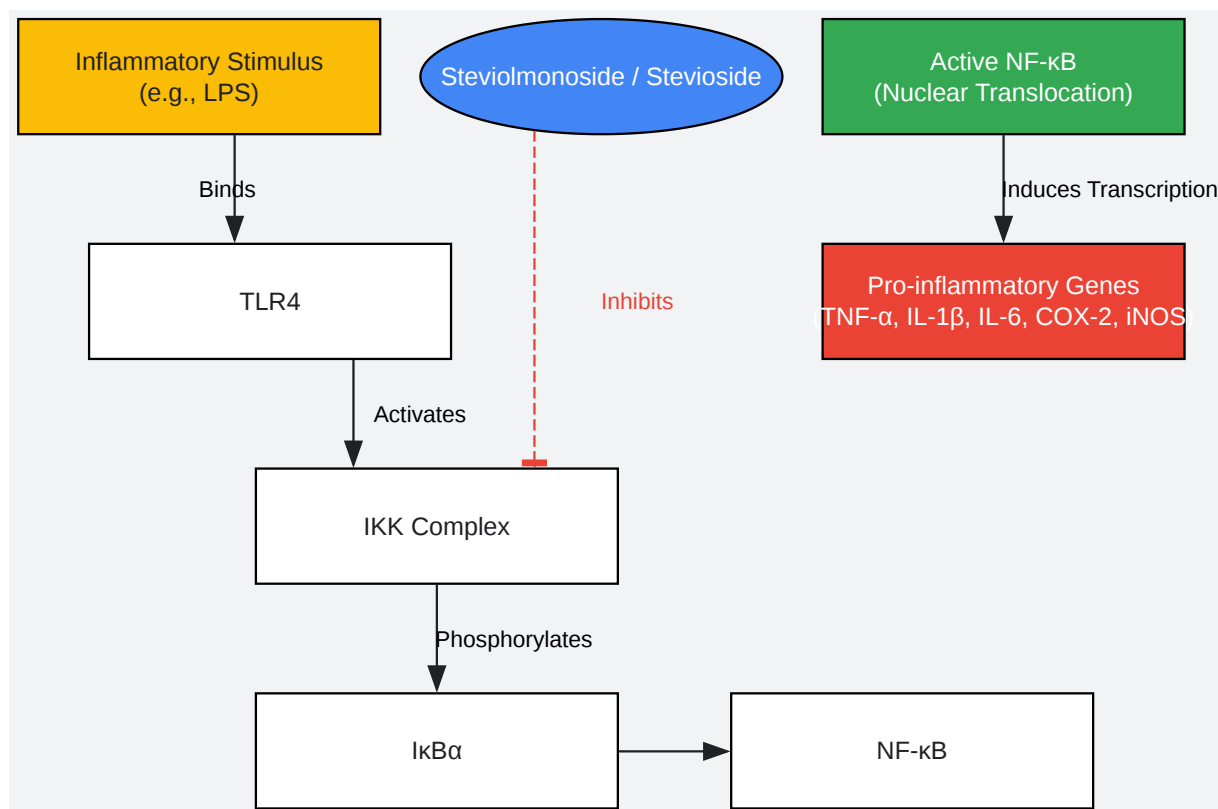 Inflammatory Stimulus
(e.g., LPS)
Steviolmonoside / Stevioside
Active NF-κB
(Nuclear Translocation)
Binds
Induces Transcription
TLR4
Inhibits
Pro-inflammatory Genes
(TNF-α, IL-1β, IL-6, COX-2, iNOS)
Activates
IKK Complex
Phosphorylates
IκBα
NF-κB